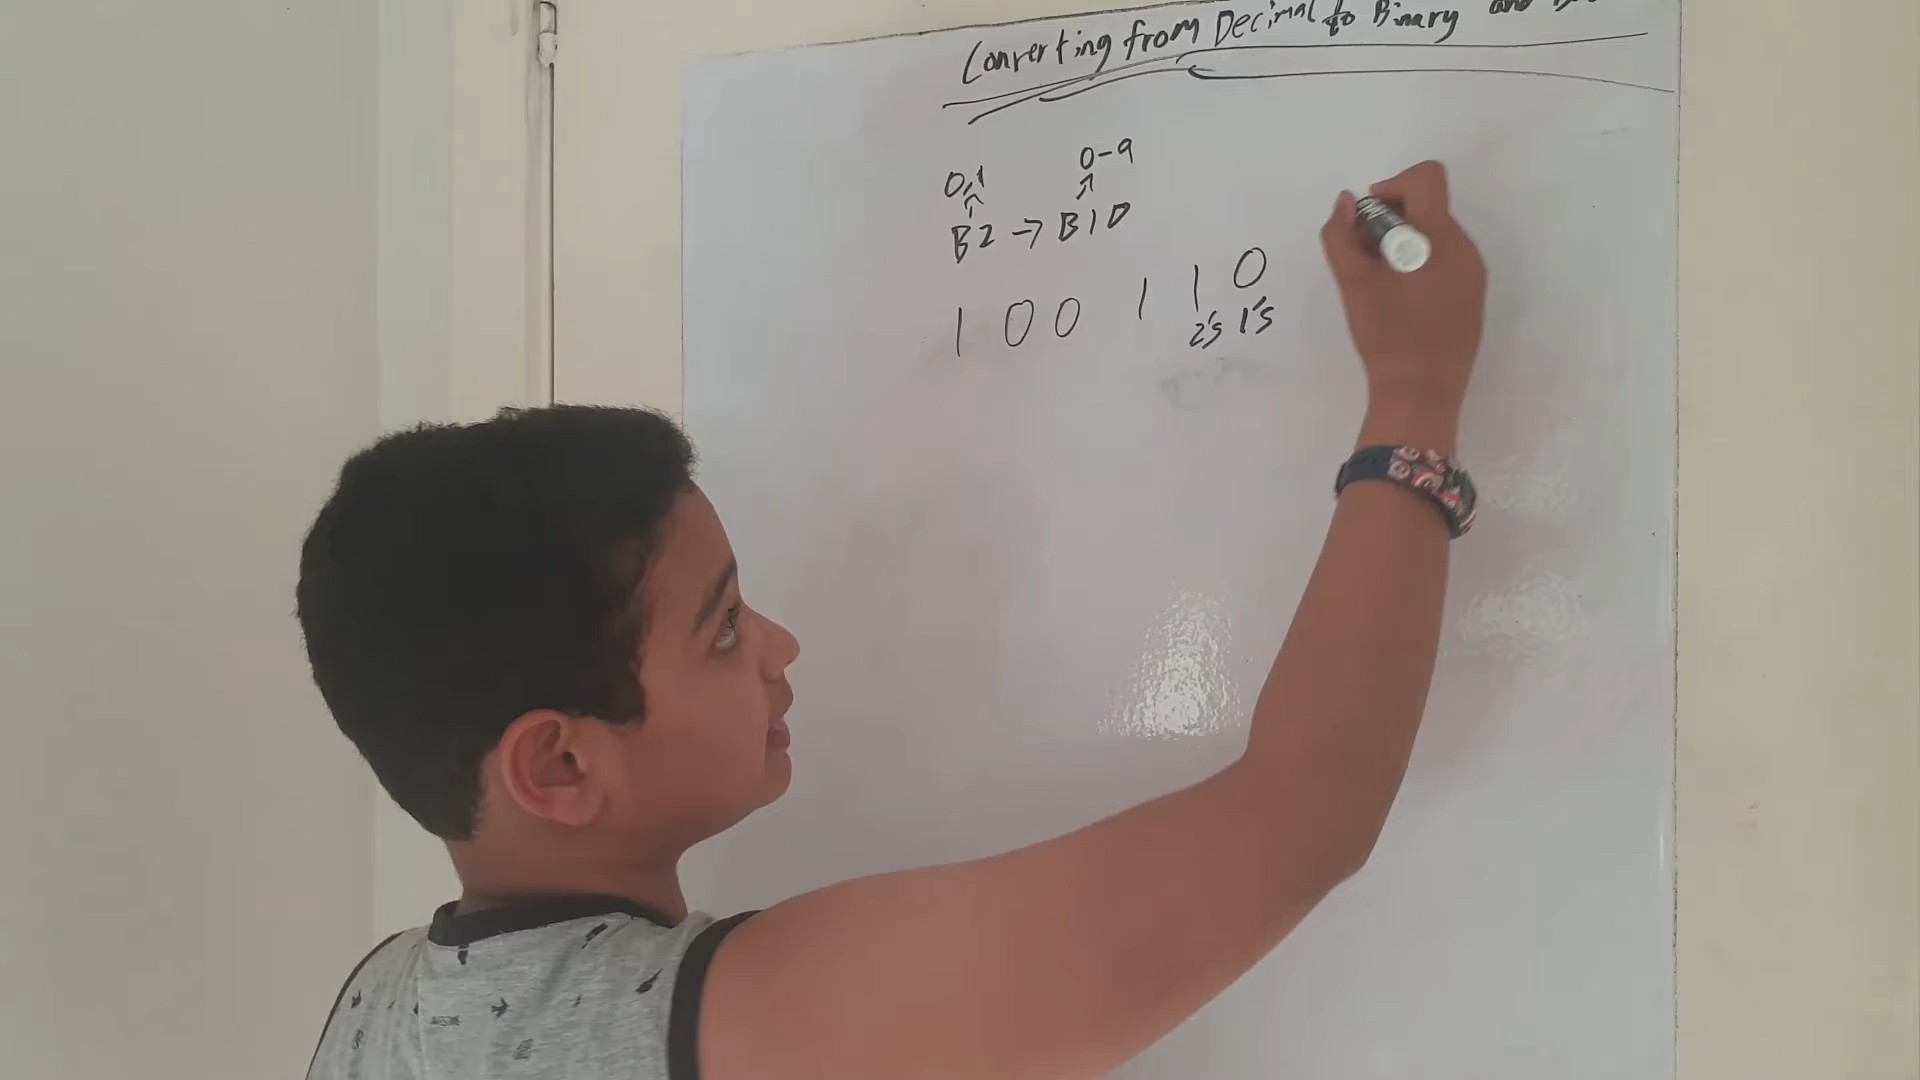 Converting from Decimal to Binary and
0,1 0-9
B2 → B10
1 0 0 1 1 0
2's 1's